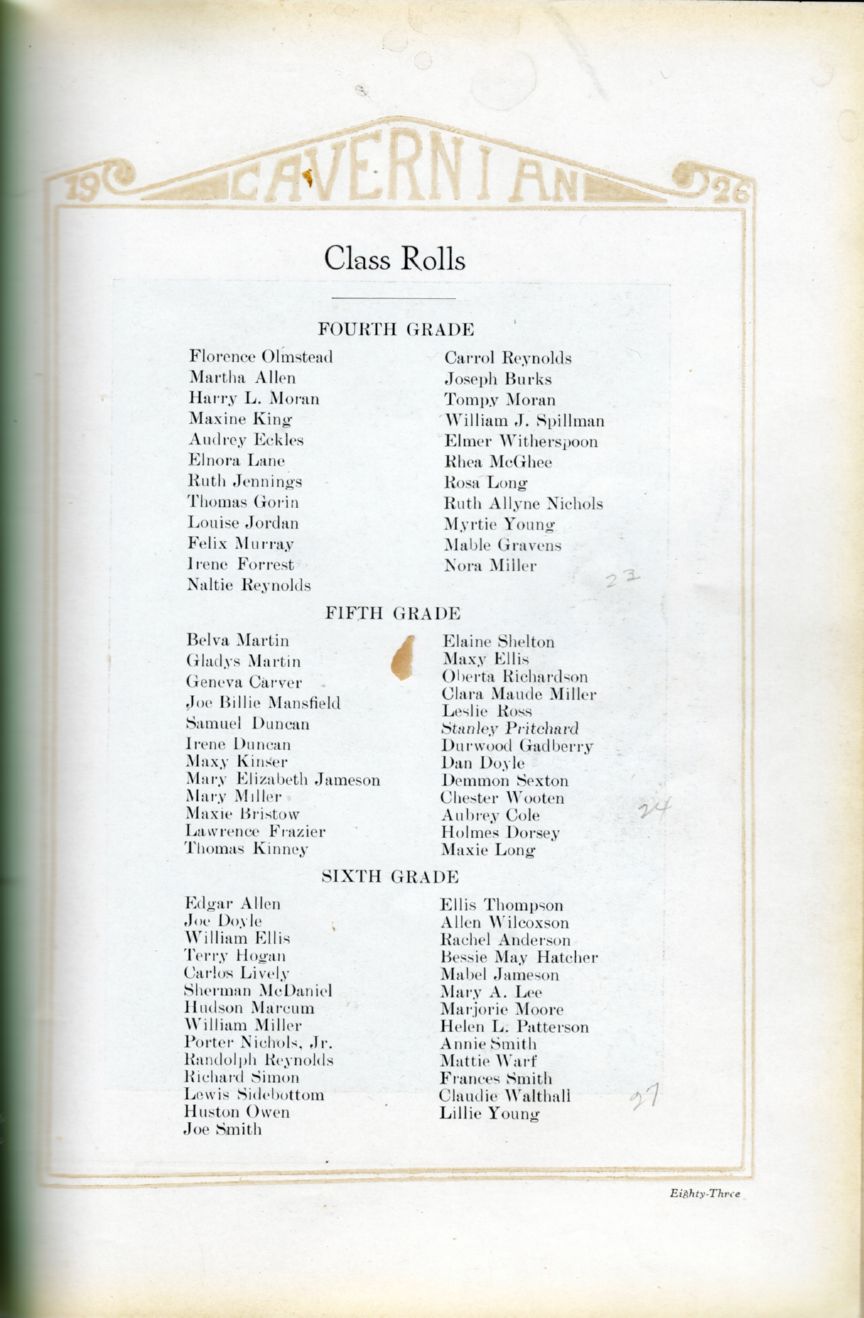 19 CAVERNIAN 26
Class Rolls
FOURTH GRADE
Florence Olmstead
Martha Allen
Harry L. Moran
Maxine King
Audrey Eckles
Elnora Lane
Ruth Jennings
Thomas Gorin
Louise Jordan
Felix Murray
Irene Forrest
Naltie Reynolds
Carrol Reynolds
Joseph Burks
Tompy Moran
William J. Spillman
Elmer Witherspoon
Rhea McGhee
Rosa Long
Ruth Allyne Nichols
Myrtie Young
Mable Gravens
Nora Miller
23
FIFTH GRADE
Belva Martin
Gladys Martin
Geneva Carver
Joe Billie Mansfield
Samuel Duncan
Irene Duncan
Maxy Kinser
Mary Elizabeth Jameson
Mary Miller
Maxie Bristow
Lawrence Frazier
Thomas Kinney
Elaine Shelton
Maxy Ellis
Oberta Richardson
Clara Maude Miller
Leslie Ross
Stanley Pritchard
Durwood Gadberry
Dan Doyle
Demmon Sexton
Chester Wooten
Aubrey Cole
Holmes Dorsey
Maxie Long
24
SIXTH GRADE
Edgar Allen
Joe Doyle
William Ellis
Terry Hogan
Carlos Lively
Sherman McDaniel
Hudson Marcum
William Miller
Porter Nichols, Jr.
Randolph Reynolds
Richard Simon
Lewis Sidebottom
Huston Owen
Joe Smith
Ellis Thompson
Allen Wilcoxson
Rachel Anderson
Bessie May Hatcher
Mabel Jameson
Mary A. Lee
Marjorie Moore
Helen L. Patterson
Annie Smith
Mattie Warf
Frances Smith
Claudie Walthall
Lillie Young
27
Eighty-Three